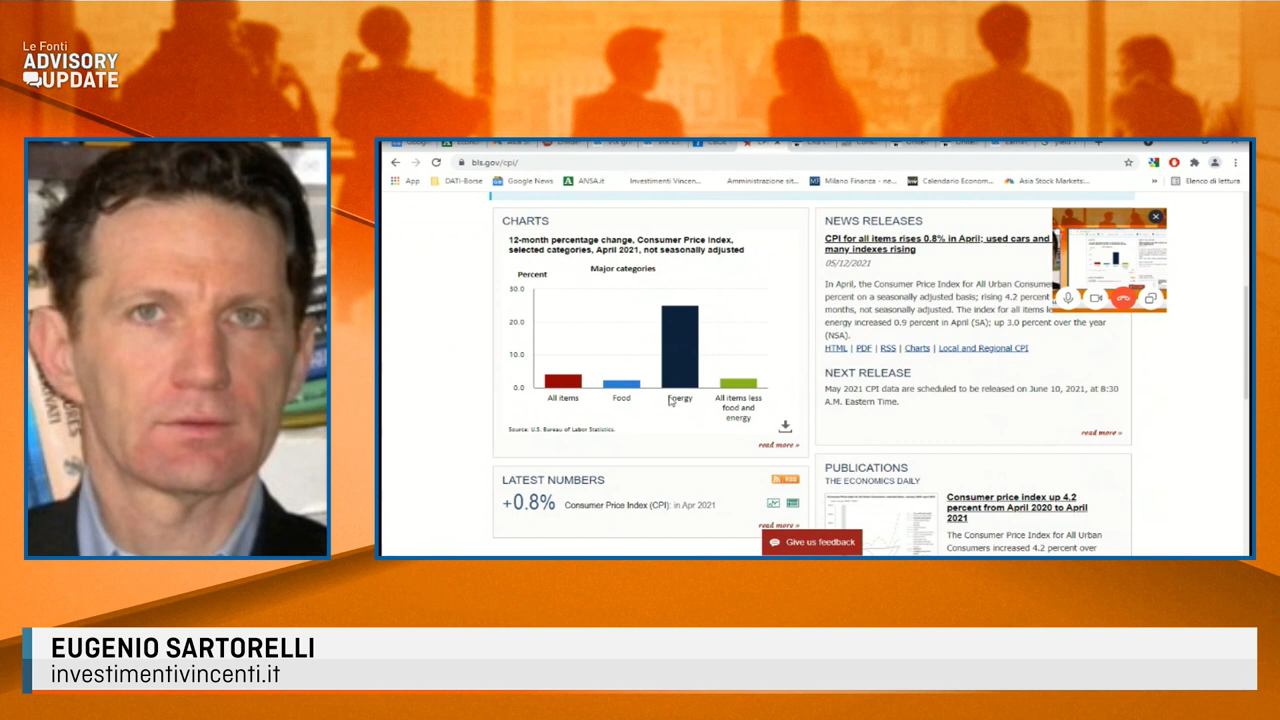 Le Fonti
ADVISORY
UPDATE
bls.gov/cpi/
App DATI-Borse Google News ANSA.it Investimenti Vincen... Amministrazione sit... Milano Finanza - ne... Calendario Econom... Asia Stock Markets:... » Elenco di lettura
CHARTS
12-month percentage change, Consumer Price Index,
selected categories, April 2021, not seasonally adjusted
Major categories
Percent
30.0
20.0
10.0
0.0
All items Food Energy All items less
food and
energy
Source: U.S. Bureau of Labor Statistics.
read more »
LATEST NUMBERS
RSS
+0.8% Consumer Price Index (CPI): in Apr 2021
read more »
NEWS RELEASES
CPI for all items rises 0.8% in April; used cars and
many indexes rising
05/12/2021
In April, the Consumer Price Index for All Urban Consume
percent on a seasonally adjusted basis; rising 4.2 percent
months, not seasonally adjusted. The index for all items le
energy increased 0.9 percent in April (SA); up 3.0 percent over the year
(NSA).
HTML | PDF | RSS | Charts | Local and Regional CPI
NEXT RELEASE
May 2021 CPI data are scheduled to be released on June 10, 2021, at 8:30
A.M. Eastern Time.
read more »
PUBLICATIONS
THE ECONOMICS DAILY
Consumer price index up 4.2
percent from April 2020 to April
2021
The Consumer Price Index for All Urban
Consumers increased 4.2 percent over
Give us feedback
EUGENIO SARTORELLI
investimentivincenti.it